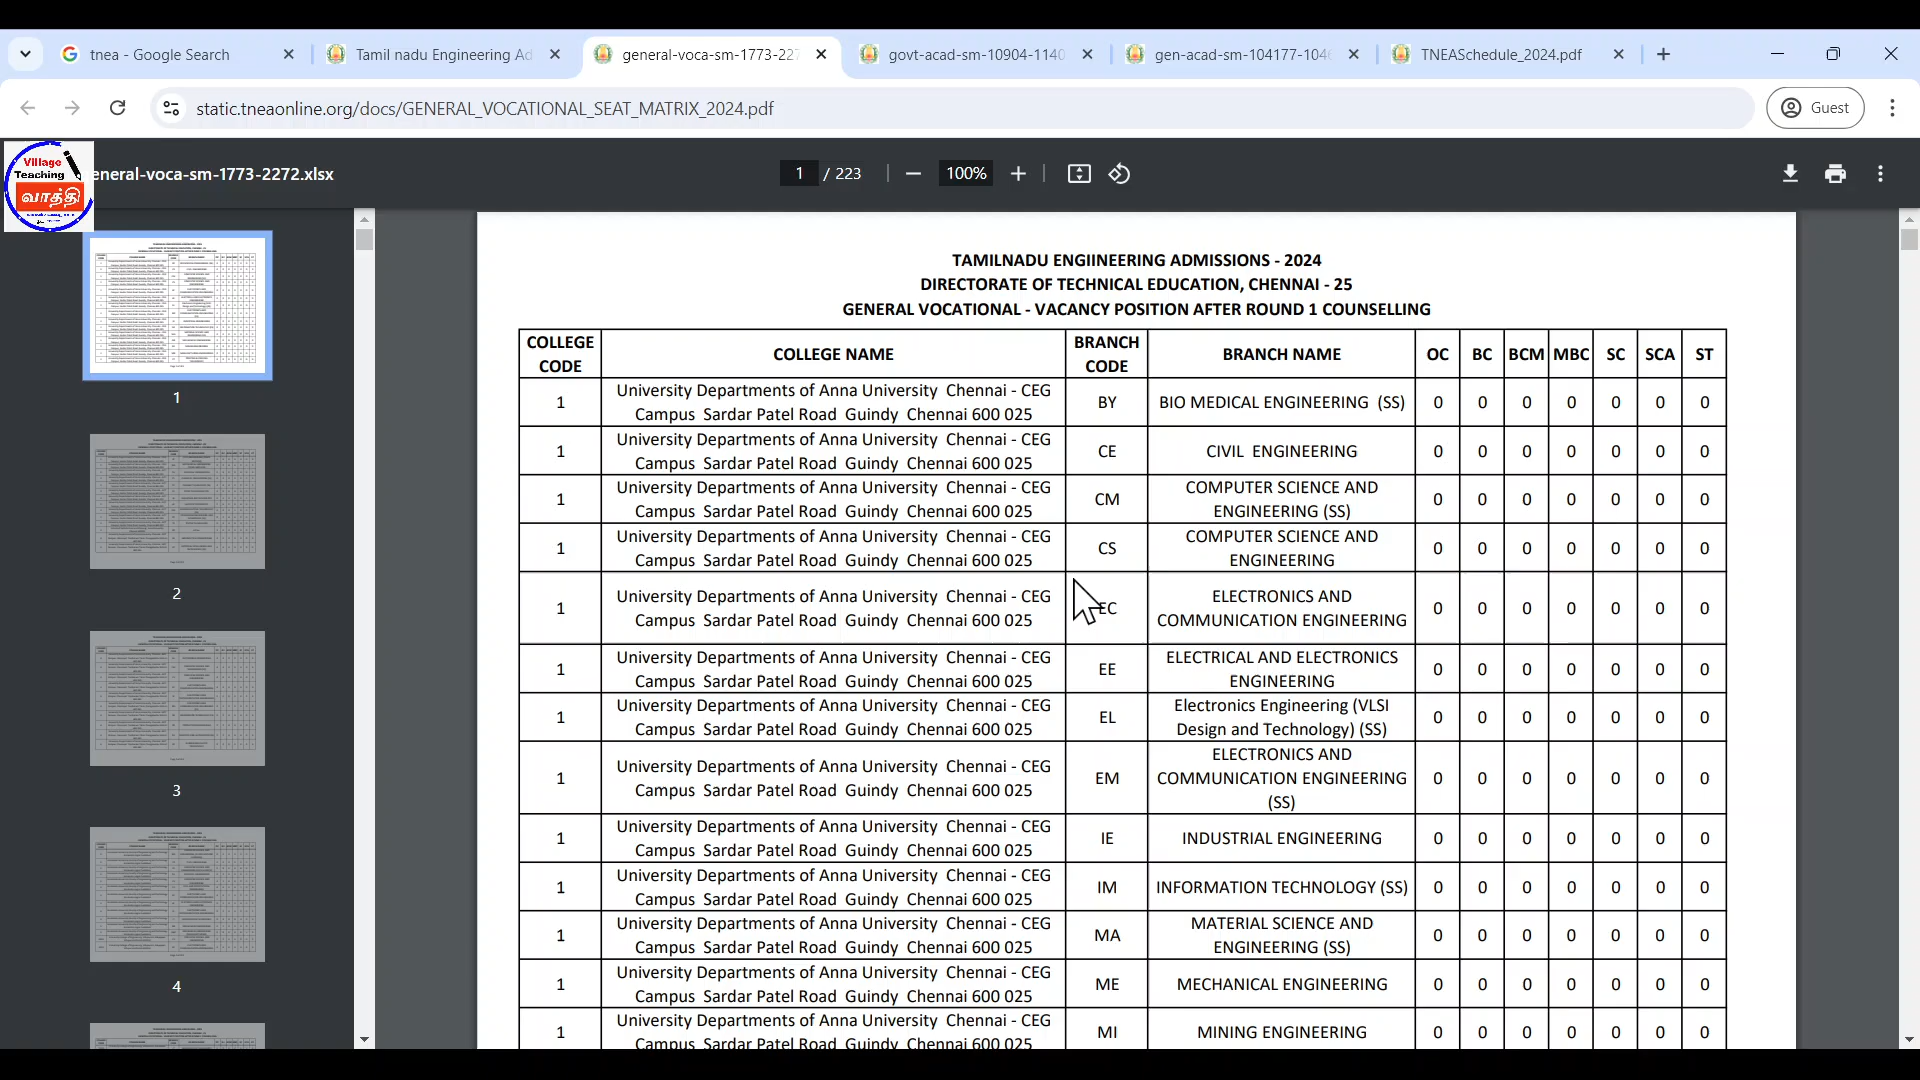 tnea - Google Search
Tamil nadu Engineering Ad
general-voca-sm-1773-227
govt-acad-sm-10904-1140
gen-acad-sm-104177-1046
TNEASchedule_2024.pdf
static.tneaonline.org/docs/GENERAL_VOCATIONAL_SEAT_MATRIX_2024.pdf
Guest
Village
Teaching
வாத்தி
eneral-voca-sm-1773-2272.xlsx
1 / 223
100%
1
2
3
4
TAMILNADU ENGIINEERING ADMISSIONS - 2024
DIRECTORATE OF TECHNICAL EDUCATION, CHENNAI - 25
GENERAL VOCATIONAL - VACANCY POSITION AFTER ROUND 1 COUNSELLING
COLLEGE CODE COLLEGE NAME BRANCH CODE BRANCH NAME OC BC BCM MBC SC SCA ST
1 University Departments of Anna University Chennai - CEG Campus Sardar Patel Road Guindy Chennai 600 025 BY BIO MEDICAL ENGINEERING (SS) 0 0 0 0 0 0 0
1 University Departments of Anna University Chennai - CEG Campus Sardar Patel Road Guindy Chennai 600 025 CE CIVIL ENGINEERING 0 0 0 0 0 0 0
1 University Departments of Anna University Chennai - CEG Campus Sardar Patel Road Guindy Chennai 600 025 CM COMPUTER SCIENCE AND ENGINEERING (SS) 0 0 0 0 0 0 0
1 University Departments of Anna University Chennai - CEG Campus Sardar Patel Road Guindy Chennai 600 025 CS COMPUTER SCIENCE AND ENGINEERING 0 0 0 0 0 0 0
1 University Departments of Anna University Chennai - CEG Campus Sardar Patel Road Guindy Chennai 600 025 EC ELECTRONICS AND COMMUNICATION ENGINEERING 0 0 0 0 0 0 0
1 University Departments of Anna University Chennai - CEG Campus Sardar Patel Road Guindy Chennai 600 025 EE ELECTRICAL AND ELECTRONICS ENGINEERING 0 0 0 0 0 0 0
1 University Departments of Anna University Chennai - CEG Campus Sardar Patel Road Guindy Chennai 600 025 EL Electronics Engineering (VLSI Design and Technology) (SS) 0 0 0 0 0 0 0
1 University Departments of Anna University Chennai - CEG Campus Sardar Patel Road Guindy Chennai 600 025 EM ELECTRONICS AND COMMUNICATION ENGINEERING (SS) 0 0 0 0 0 0 0
1 University Departments of Anna University Chennai - CEG Campus Sardar Patel Road Guindy Chennai 600 025 IE INDUSTRIAL ENGINEERING 0 0 0 0 0 0 0
1 University Departments of Anna University Chennai - CEG Campus Sardar Patel Road Guindy Chennai 600 025 IM INFORMATION TECHNOLOGY (SS) 0 0 0 0 0 0 0
1 University Departments of Anna University Chennai - CEG Campus Sardar Patel Road Guindy Chennai 600 025 MA MATERIAL SCIENCE AND ENGINEERING (SS) 0 0 0 0 0 0 0
1 University Departments of Anna University Chennai - CEG Campus Sardar Patel Road Guindy Chennai 600 025 ME MECHANICAL ENGINEERING 0 0 0 0 0 0 0
1 University Departments of Anna University Chennai - CEG Campus Sardar Patel Road Guindy Chennai 600 025 MI MINING ENGINEERING 0 0 0 0 0 0 0